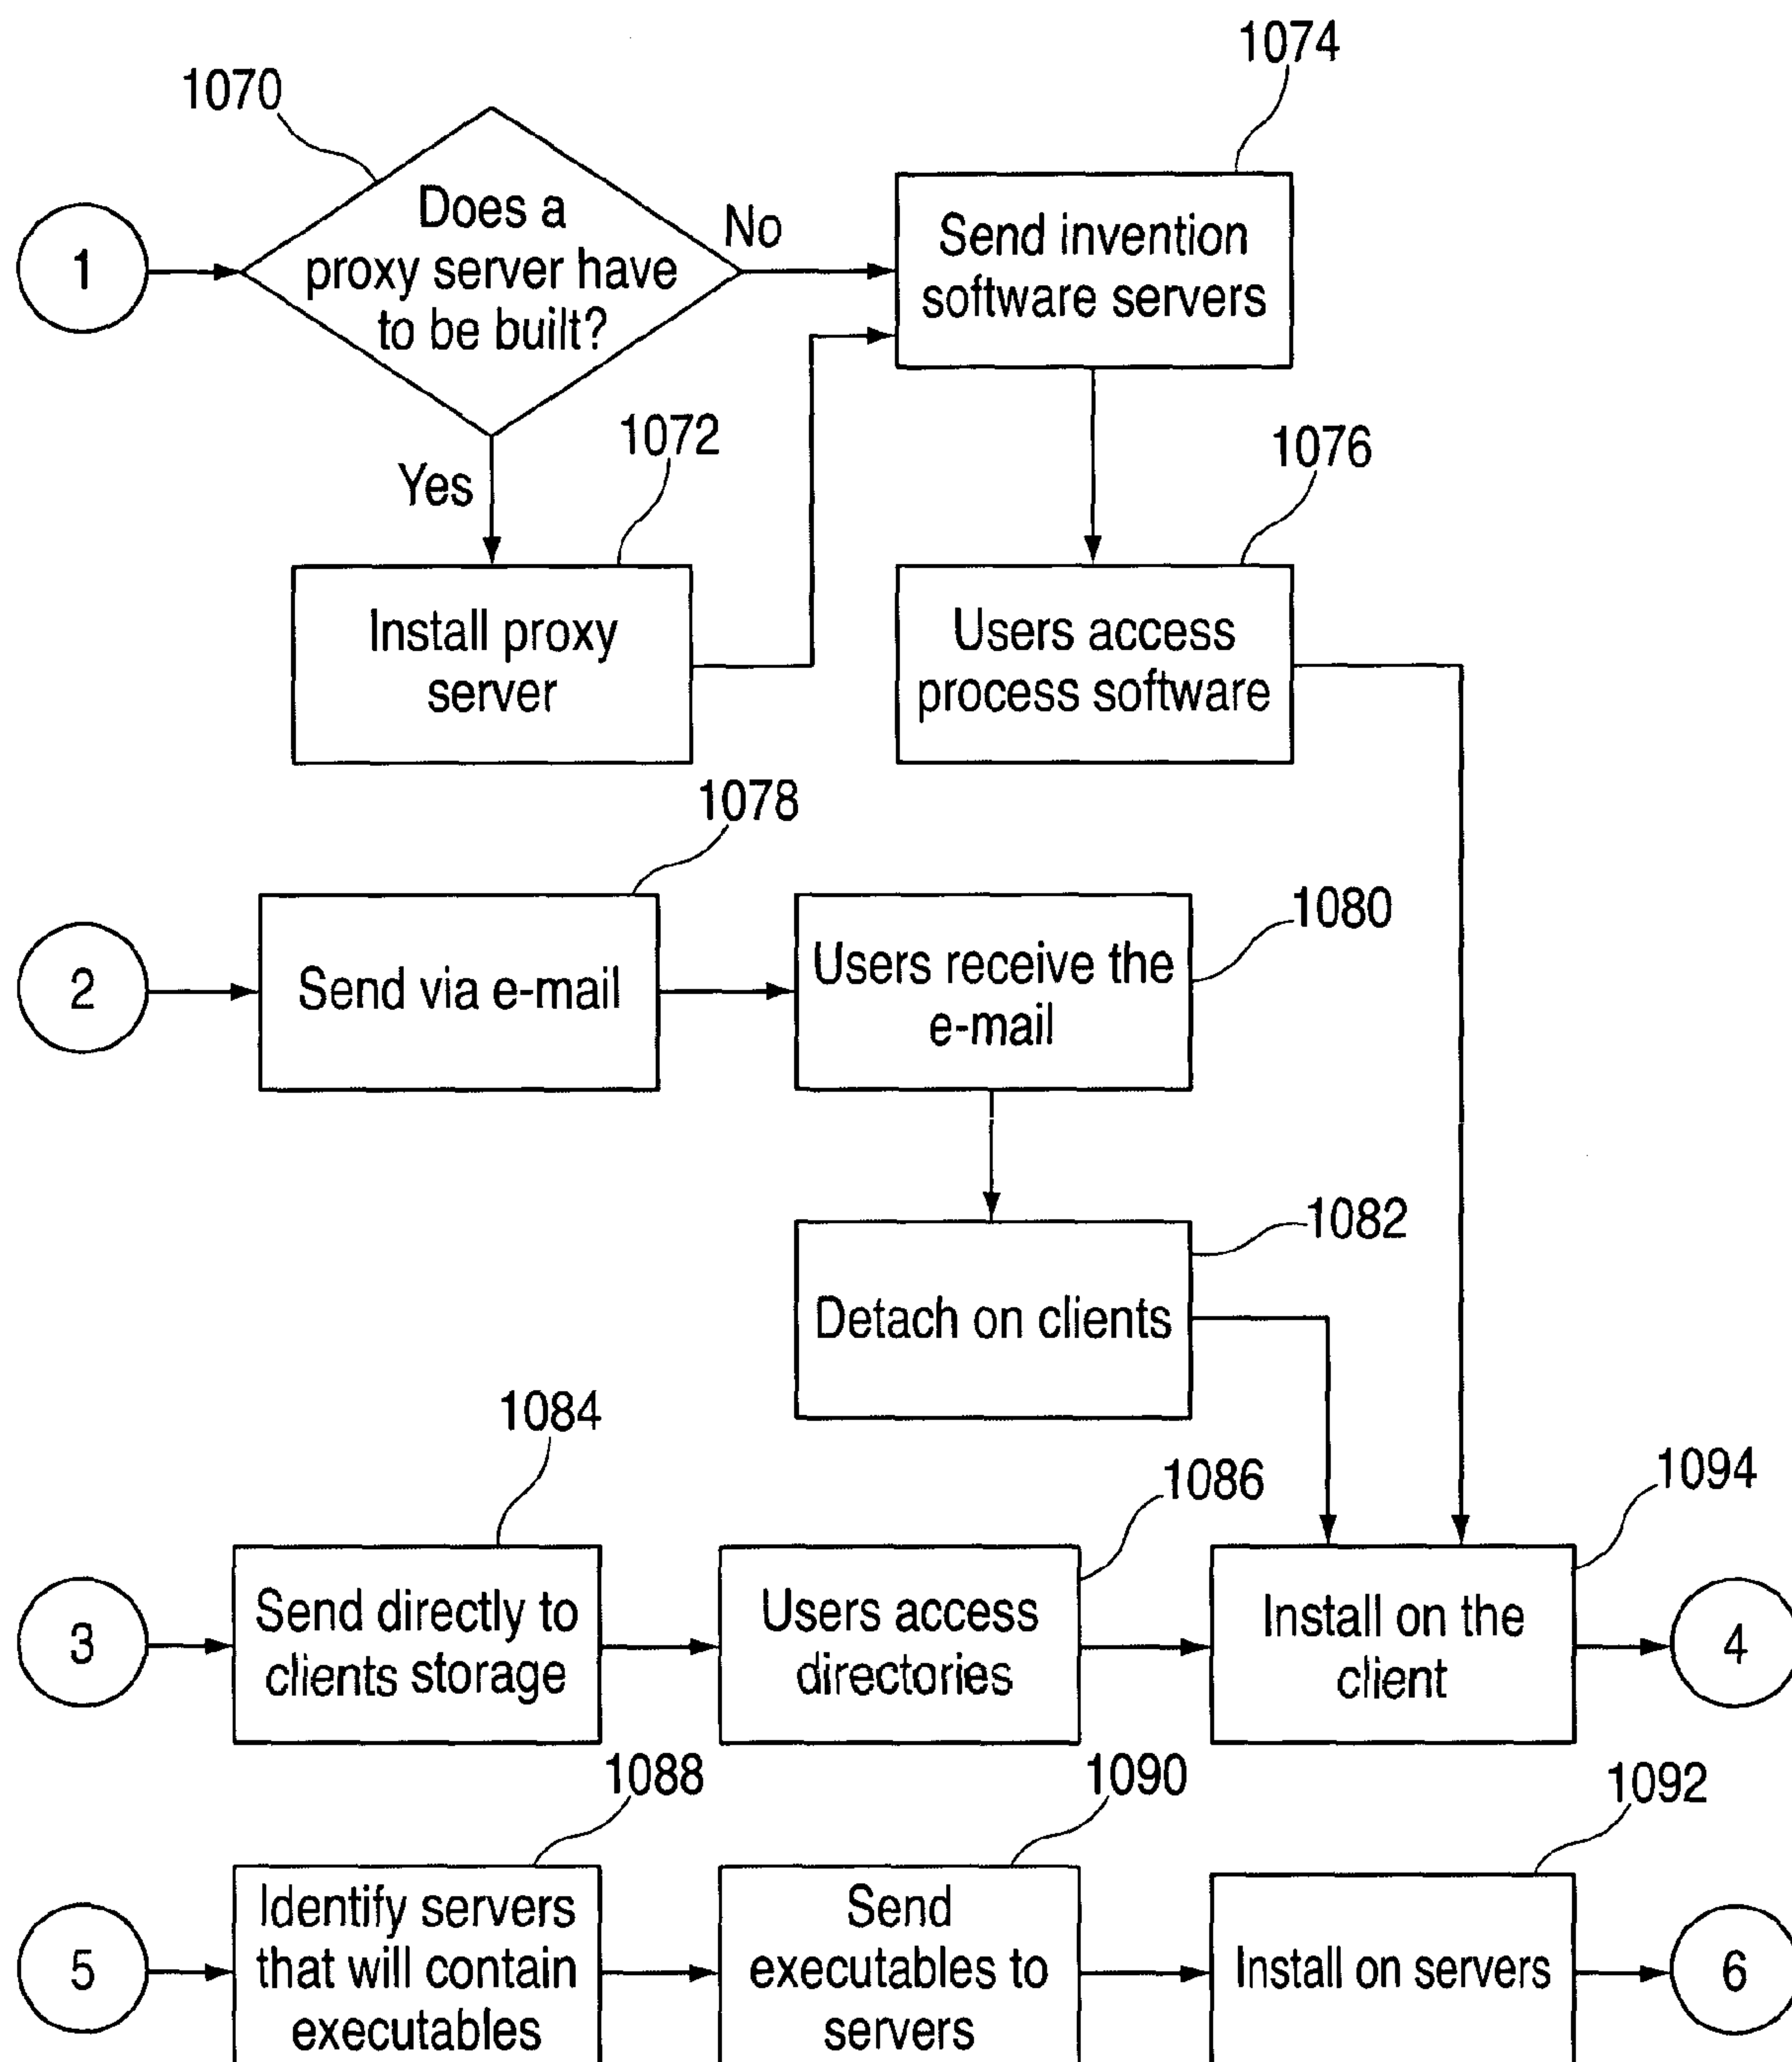 1070
1074
1
Does a
proxy server have
to be built?
No
Send invention
software servers
Yes
1072
1076
Install proxy
server
Users access
process software
1078
1080
2
Send via e-mail
Users receive the
e-mail
1082
Detach on clients
1084
1086
1094
3
Send directly to
clients storage
Users access
directories
Install on the
client
4
1088
1090
1092
5
Identify servers
that will contain
executables
Send
executables to
servers
Install on servers
6